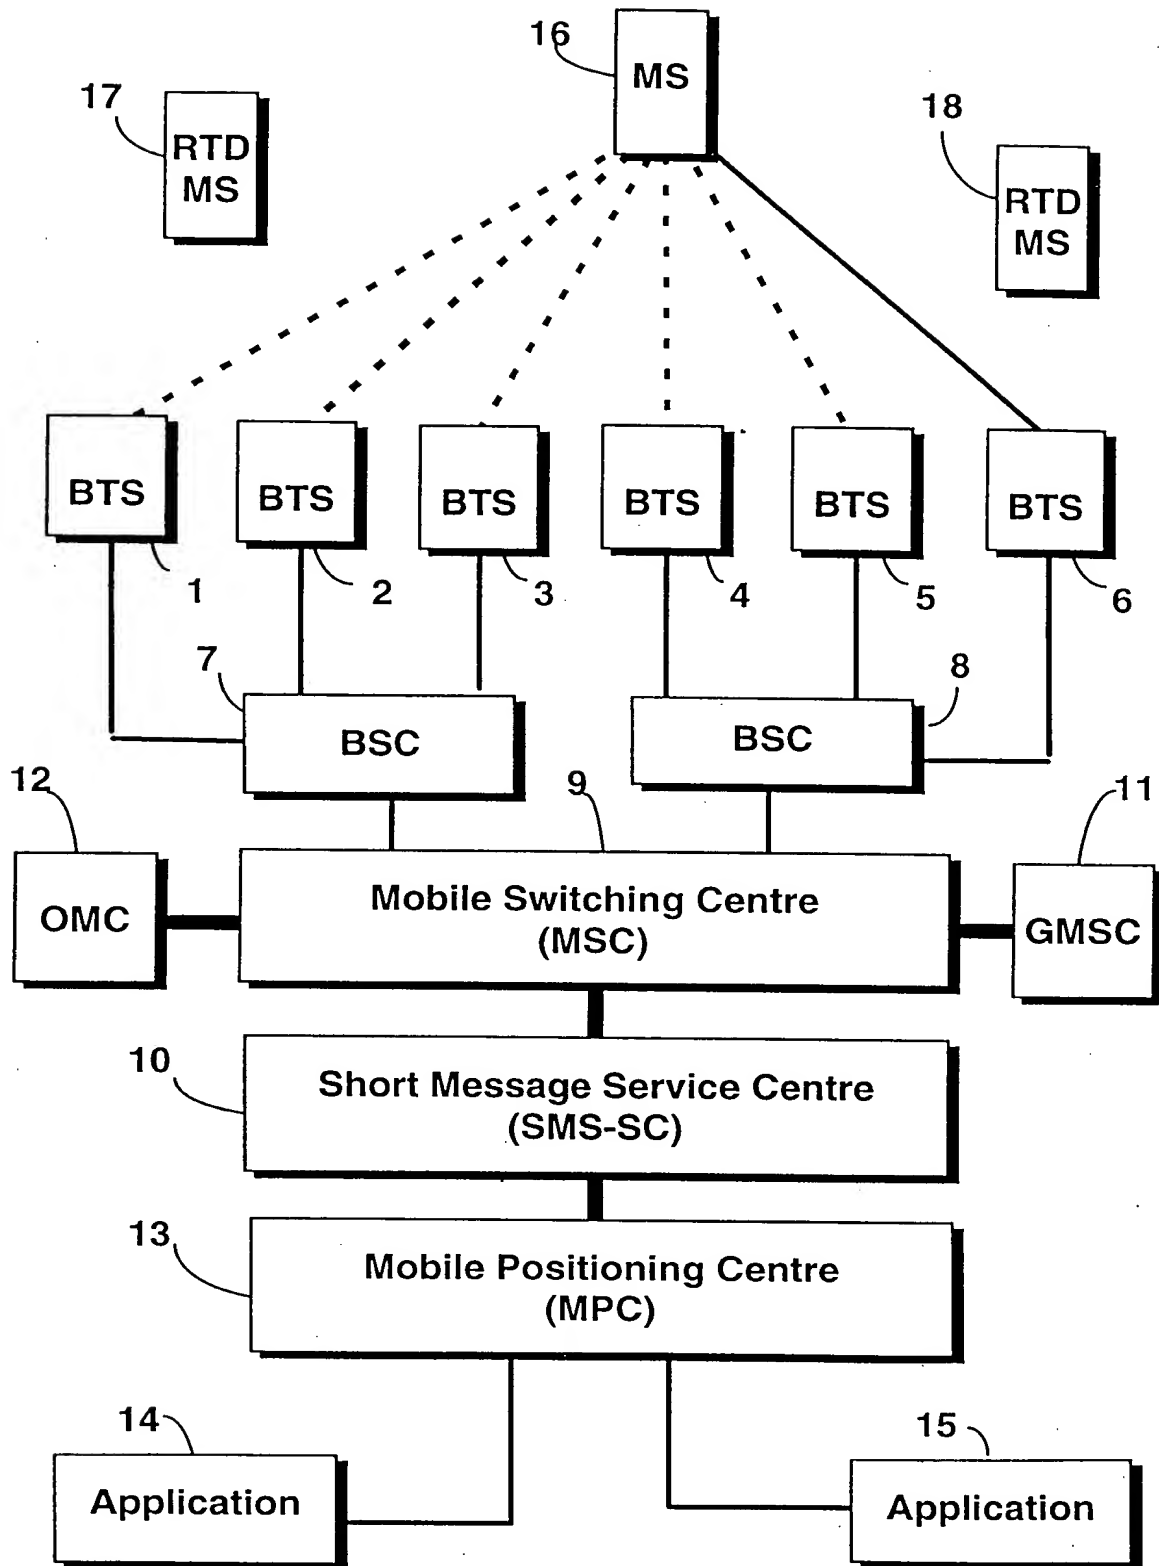 16
MS
17
RTD
MS
18
RTD
MS
BTS
BTS
BTS
BTS
BTS
BTS
1
2
3
4
5
6
7
BSC
8
BSC
12
OMC
9
Mobile Switching Centre
(MSC)
11
GMSC
10
Short Message Service Centre
(SMS-SC)
13
Mobile Positioning Centre
(MPC)
14
Application
15
Application